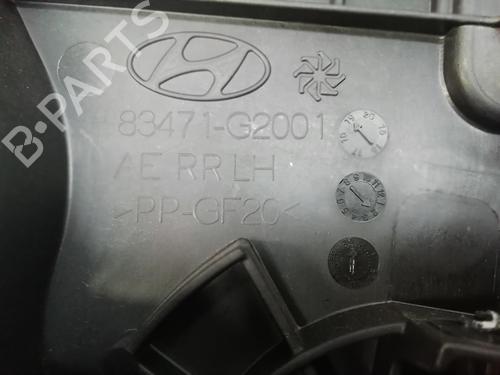 B-PARTS
83471-G2001
AE RR LH
>PP-GF20<